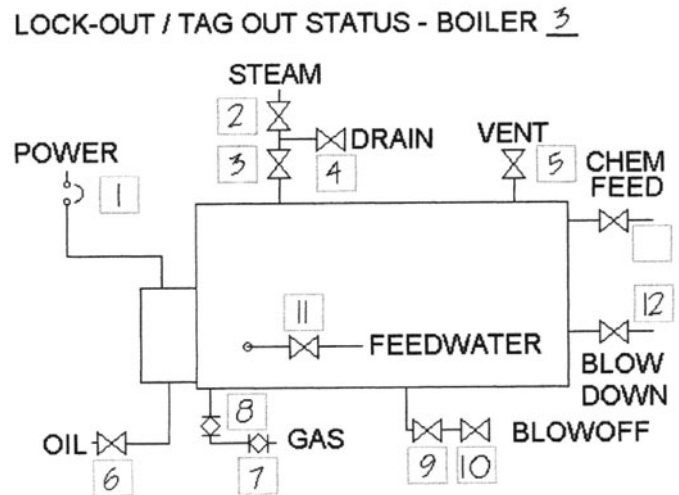 LOCK-OUT / TAG OUT STATUS - BOILER 3
STEAM
2
DRAIN
VENT
POWER
3
4
5
CHEM
FEED
1
11
12
FEEDWATER
BLOW
DOWN
8
OIL
GAS
BLOWOFF
6
7
9
10